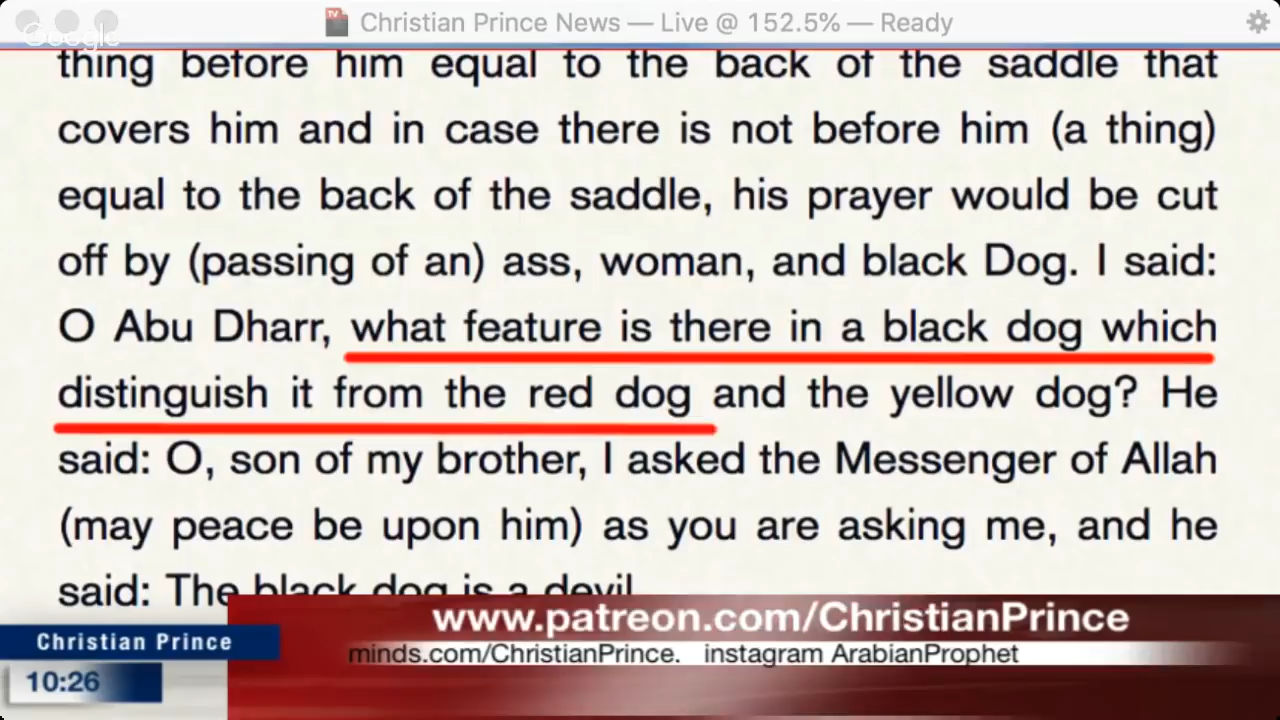 Christian Prince News — Live @ 152.5% — Ready
Google
thing before him equal to the back of the saddle that
covers him and in case there is not before him (a thing)
equal to the back of the saddle, his prayer would be cut
off by (passing of an) ass, woman, and black Dog. I said:
O Abu Dharr, what feature is there in a black dog which
distinguish it from the red dog and the yellow dog? He
said: O, son of my brother, I asked the Messenger of Allah
(may peace be upon him) as you are asking me, and he
said: The black dog is a devil
www.patreon.com/ChristianPrince
Christian Prince
minds.com/ChristianPrince. instagram ArabianProphet
10:26